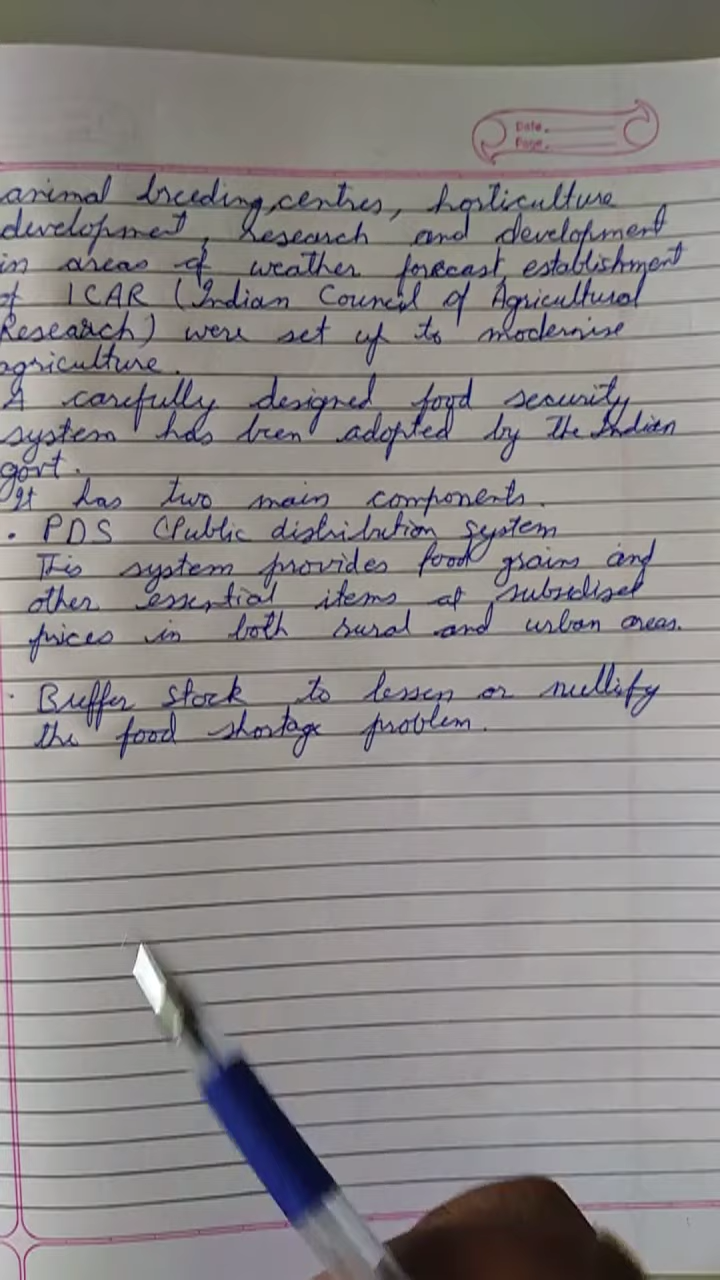 Date.
Page.
animal breeding, centres, horticulture
development, research and development
in areas of weather forecast, establishment
of ICAR (Indian Council of Agricultural
Research) were set up to modernise
agriculture.
A carefully designed food security
system has been adopted by the Indian
govt.
It has two main components.
• PDS (Public distribution system
This system provides food grains and
other essential items at subsidised
prices in both rural and urban areas.
• Buffer stock to lessen or nullify
the food shortage problem.